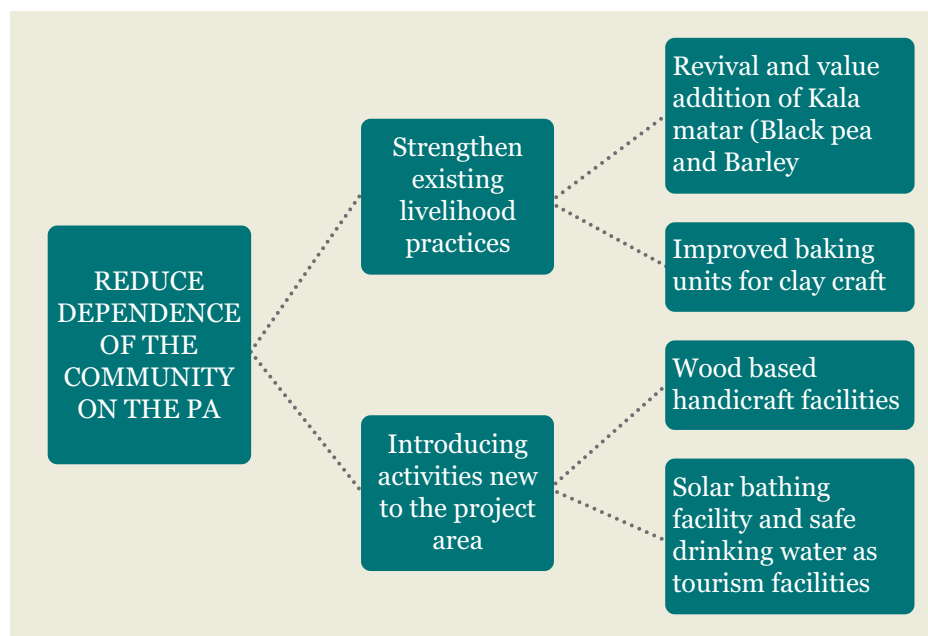 REDUCE
DEPENDENCE
OF THE
COMMUNITY
ON THE PA
Strengthen
existing
livelihood
practices
Revival and value
addition of Kala
matar (Black pea
and Barley
Improved baking
units for clay craft
Introducing
activities new
to the project
area
Wood based
handicraft facilities
Solar bathing
facility and safe
drinking water as
tourism facilities